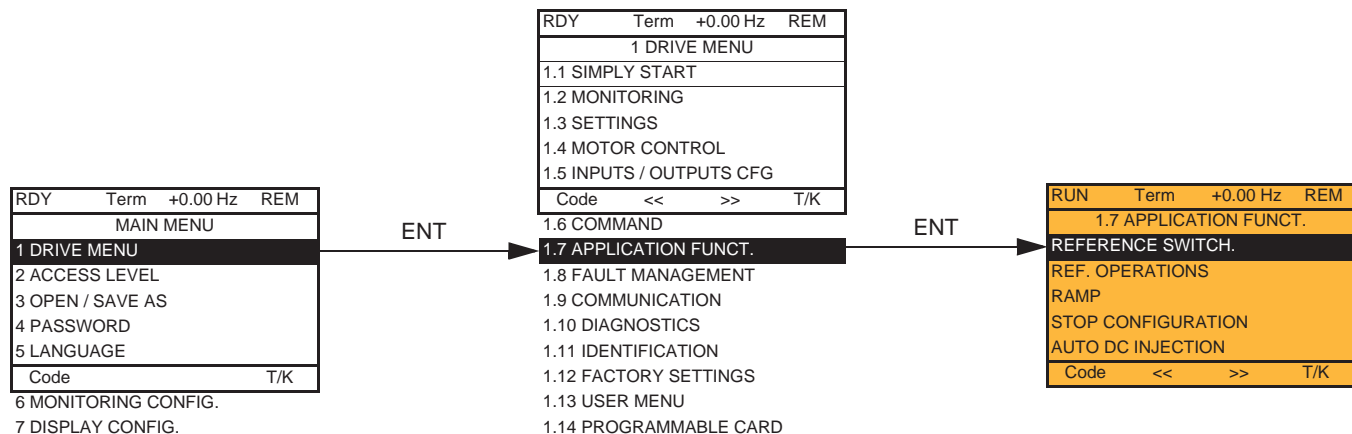 RDY Term +0.00 Hz REM
MAIN MENU
1 DRIVE MENU
2 ACCESS LEVEL
3 OPEN / SAVE AS
4 PASSWORD
5 LANGUAGE
Code T/K
6 MONITORING CONFIG.
7 DISPLAY CONFIG.
ENT
RDY Term +0.00 Hz REM
1 DRIVE MENU
1.1 SIMPLY START
1.2 MONITORING
1.3 SETTINGS
1.4 MOTOR CONTROL
1.5 INPUTS / OUTPUTS CFG
Code << >> T/K
1.6 COMMAND
1.7 APPLICATION FUNCT.
1.8 FAULT MANAGEMENT
1.9 COMMUNICATION
1.10 DIAGNOSTICS
1.11 IDENTIFICATION
1.12 FACTORY SETTINGS
1.13 USER MENU
1.14 PROGRAMMABLE CARD
ENT
RUN Term +0.00 Hz REM
1.7 APPLICATION FUNCT.
REFERENCE SWITCH.
REF. OPERATIONS
RAMP
STOP CONFIGURATION
AUTO DC INJECTION
Code << >> T/K